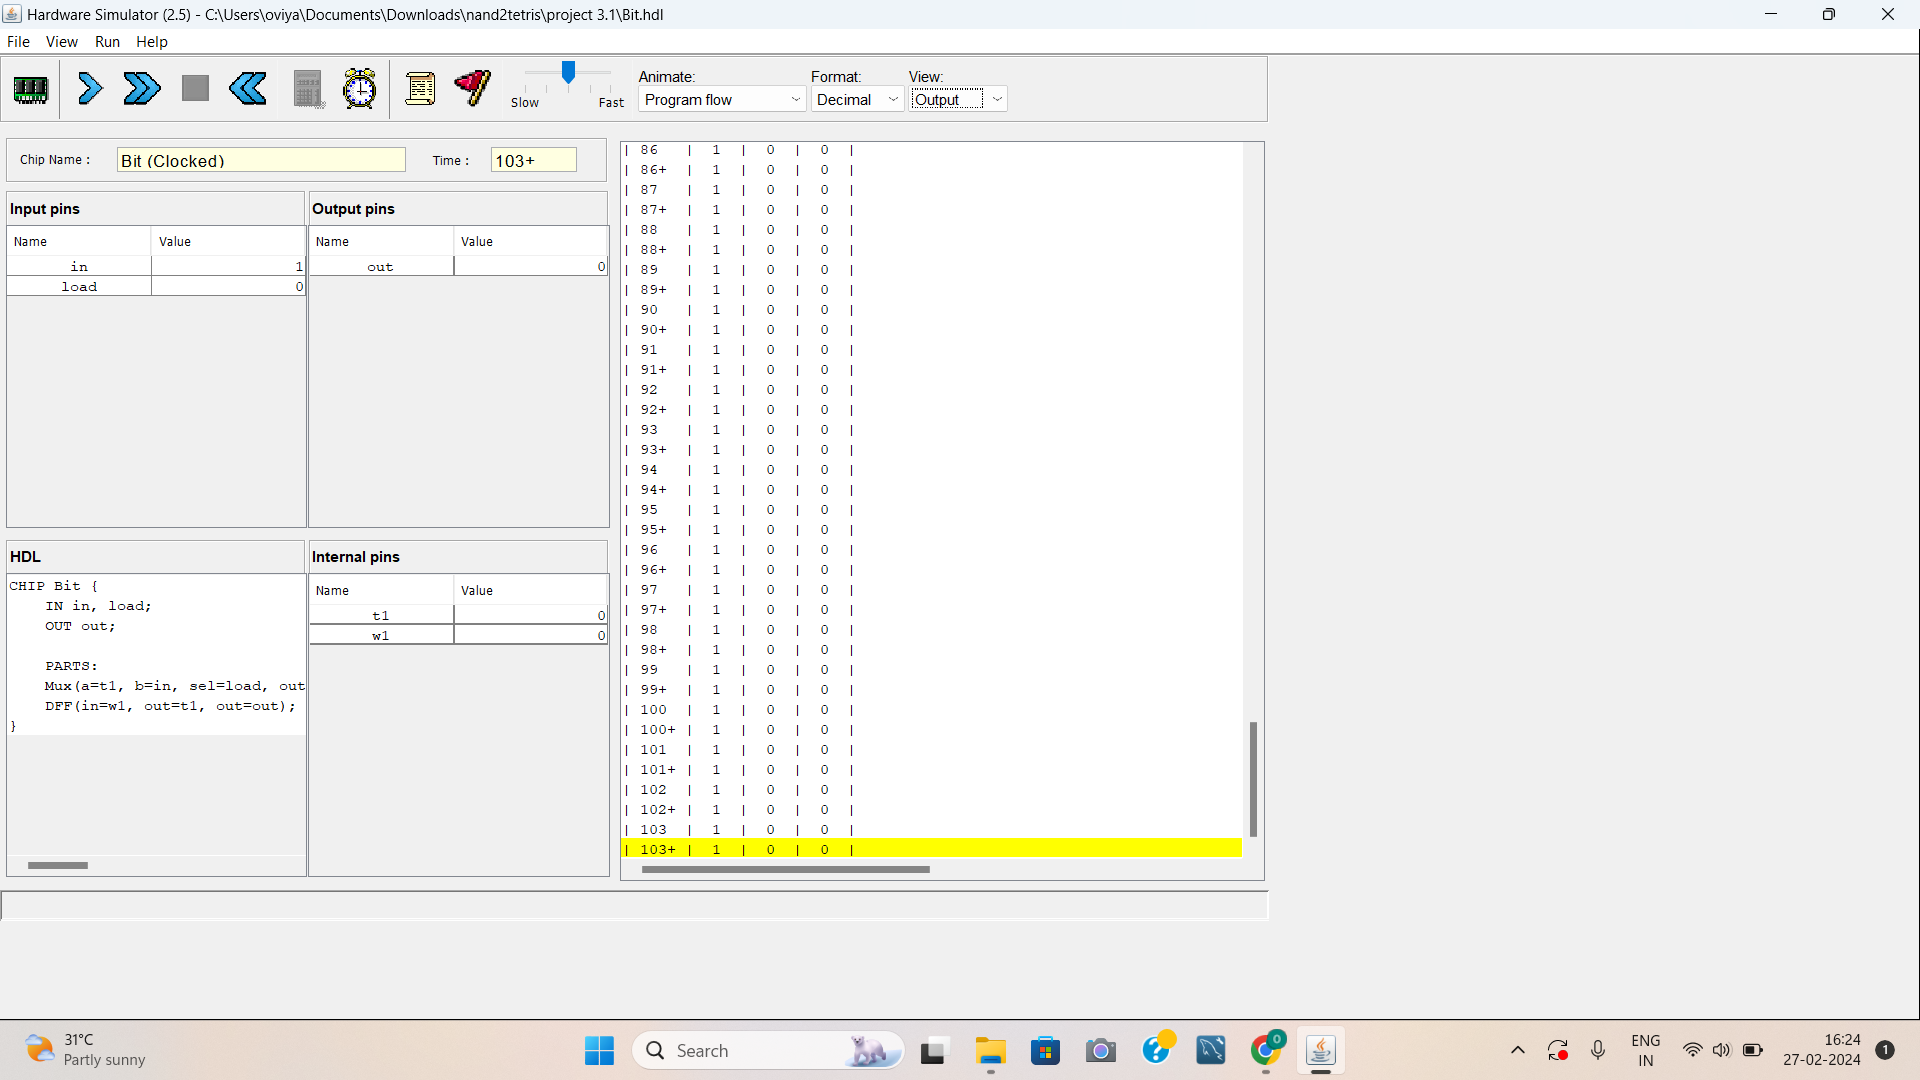 Hardware Simulator (2.5) - C:\Users\oviya\Documents\Downloads\nand2tetris\project 3.1\Bit.hdl
File View Run Help
Slow Fast
Animate:
Program flow
Format:
Decimal
View:
Output
Chip Name :
Bit (Clocked)
Time :
103+
Input pins
Name Value
in 1
load 0
Output pins
Name Value
out 0
HDL
CHIP Bit {
IN in, load;
OUT out;
PARTS:
Mux(a=t1, b=in, sel=load, out
DFF(in=w1, out=t1, out=out);
}
Internal pins
Name Value
t1 0
w1 0
| 86 | 1 | 0 | 0 |
| 86+ | 1 | 0 | 0 |
| 87 | 1 | 0 | 0 |
| 87+ | 1 | 0 | 0 |
| 88 | 1 | 0 | 0 |
| 88+ | 1 | 0 | 0 |
| 89 | 1 | 0 | 0 |
| 89+ | 1 | 0 | 0 |
| 90 | 1 | 0 | 0 |
| 90+ | 1 | 0 | 0 |
| 91 | 1 | 0 | 0 |
| 91+ | 1 | 0 | 0 |
| 92 | 1 | 0 | 0 |
| 92+ | 1 | 0 | 0 |
| 93 | 1 | 0 | 0 |
| 93+ | 1 | 0 | 0 |
| 94 | 1 | 0 | 0 |
| 94+ | 1 | 0 | 0 |
| 95 | 1 | 0 | 0 |
| 95+ | 1 | 0 | 0 |
| 96 | 1 | 0 | 0 |
| 96+ | 1 | 0 | 0 |
| 97 | 1 | 0 | 0 |
| 97+ | 1 | 0 | 0 |
| 98 | 1 | 0 | 0 |
| 98+ | 1 | 0 | 0 |
| 99 | 1 | 0 | 0 |
| 99+ | 1 | 0 | 0 |
| 100 | 1 | 0 | 0 |
| 100+ | 1 | 0 | 0 |
| 101 | 1 | 0 | 0 |
| 101+ | 1 | 0 | 0 |
| 102 | 1 | 0 | 0 |
| 102+ | 1 | 0 | 0 |
| 103 | 1 | 0 | 0 |
| 103+ | 1 | 0 | 0 |
31°C
Partly sunny
Search
0
ENG
IN
16:24
27-02-2024
1